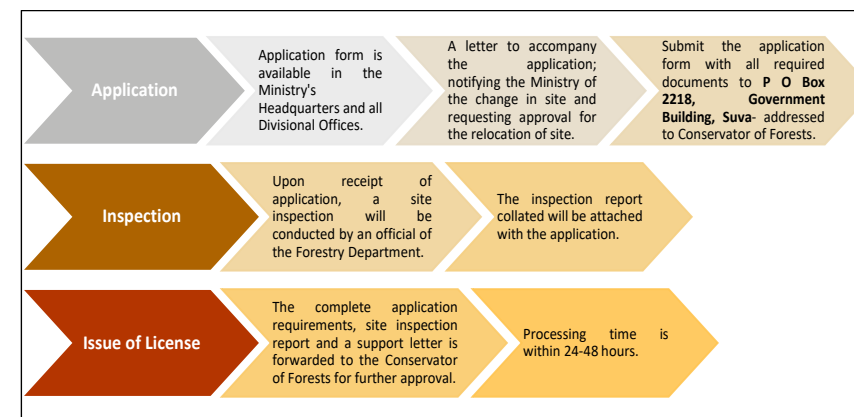 Application
Application form is
available in the
Ministry's
Headquarters and all
Divisional Offices.
A letter to accompany
the application;
notifying the Ministry of
the change in site and
requesting approval for
the relocation of site.
Submit the application
form with all required
documents to P O Box
2218, Government
Building, Suva- addressed
to Conservator of Forests.
Inspection
Upon receipt of
application, a site
inspection will be
conducted by an official of
the Forestry Department.
The inspection report
collated will be attached
with the application.
Issue of License
The complete application
requirements, site inspection
report and a support letter is
forwarded to the Conservator
of Forests for further approval.
Processing time is
within 24-48 hours.